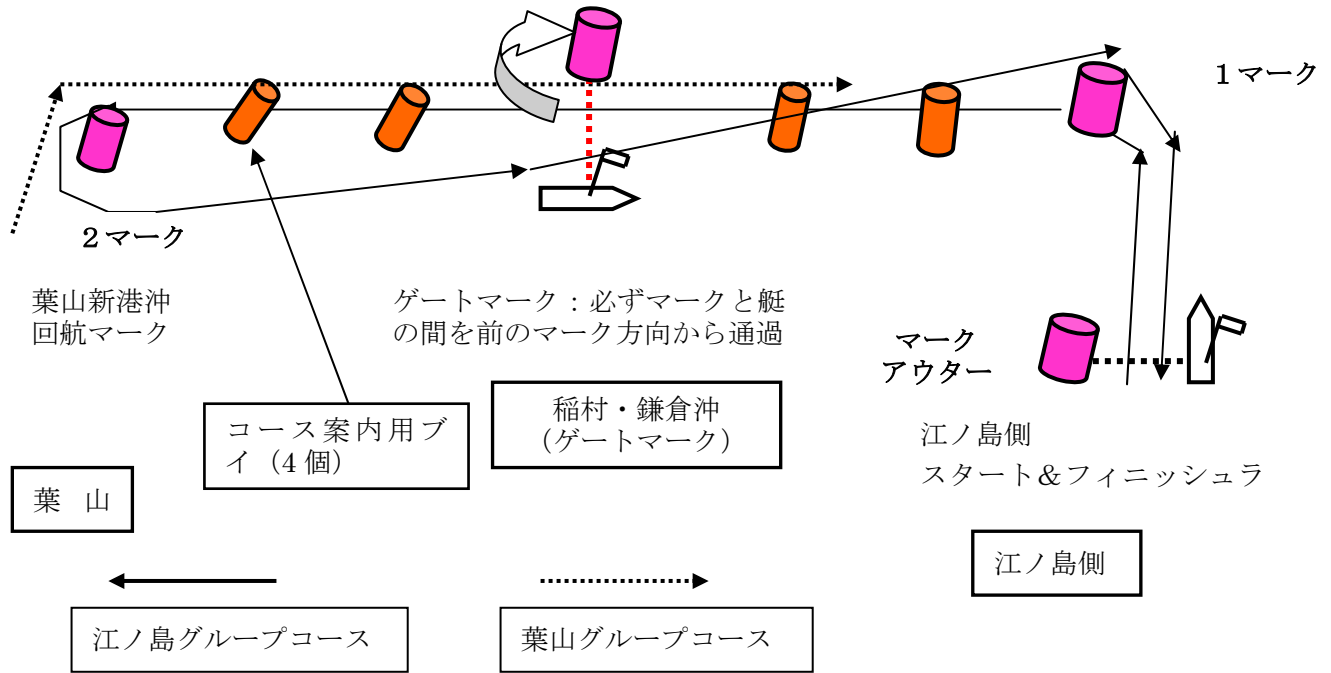 1マーク
2マーク
葉山新港沖
回航マーク
ゲートマーク：必ずマークと艇
の間を前のマーク方向から通過
マーク
アウター
コース案内用ブ
イ（4個）
稲村・鎌倉沖
（ゲートマーク）
江ノ島側
スタート＆フィニッシュラ
葉 山
江ノ島側
江ノ島グループコース
葉山グループコース